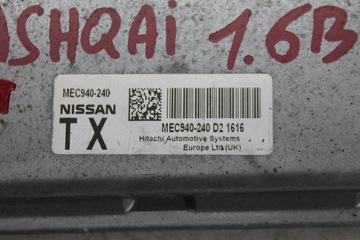 ASHQAI 1.6B
MEC940-240
NISSAN
TX
MEC940-240 D2 1616
Hitachi Automotive Systems
Europe Ltd (UK)